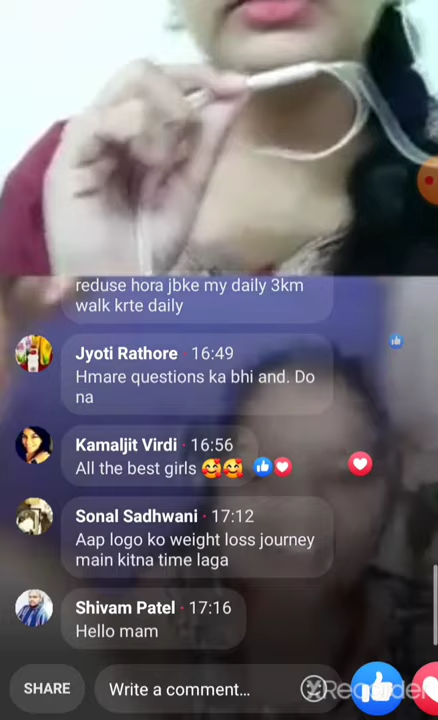 reduse hora jbke my daily 3km
walk krte daily
Jyoti Rathore · 16:49
Hmare questions ka bhi and. Do
na
Kamaljit Virdi · 16:56
All the best girls 🥰🥰
Sonal Sadhwani · 17:12
Aap logo ko weight loss journey
main kitna time laga
Shivam Patel · 17:16
Hello mam
SHARE
Write a comment...
Recorder